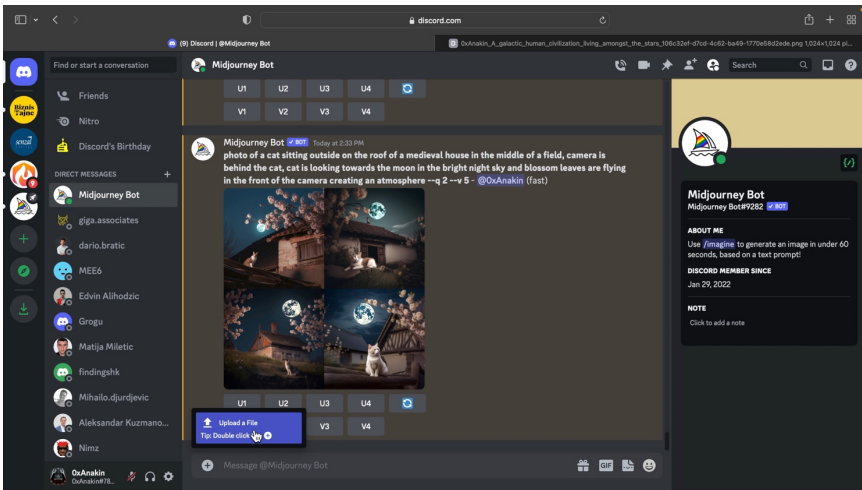 discord.com
(9) Discord | @Midjourney Bot
0xAnakin_A_galactic_human_civilization_living_amongst_the_stars_106c32ef-d7cd-4c62-ba49-1770e58d2ede.png 1,024×1,024 pi...
Find or start a conversation
Midjourney Bot
Search
Biznis
Tajne
senzil
Friends
Nitro
Discord's Birthday
DIRECT MESSAGES
Midjourney Bot
giga.associates
dario.bratic
MEE6
Edvin Alihodzic
Grogu
Matija Miletic
findingshk
Mihailo.djurdjevic
Aleksandar Kuzmano...
Nimz
0xAnakin
0xAnakin#78...
U1 U2 U3 U4
V1 V2 V3 V4
Midjourney Bot BOT Today at 2:33 PM
photo of a cat sitting outside on the roof of a medieval house in the middle of a field, camera is
behind the cat, cat is looking towards the moon in the bright night sky and blossom leaves are flying
in the front of the camera creating an atmosphere --q 2 --v 5 - @0xAnakin (fast)
U1 U2 U3 U4
V3 V4
Upload a File
Tip: Double click
Message @Midjourney Bot
GIF
Midjourney Bot
Midjourney Bot#9282 BOT
ABOUT ME
Use /imagine to generate an image in under 60
seconds, based on a text prompt!
DISCORD MEMBER SINCE
Jan 29, 2022
NOTE
Click to add a note